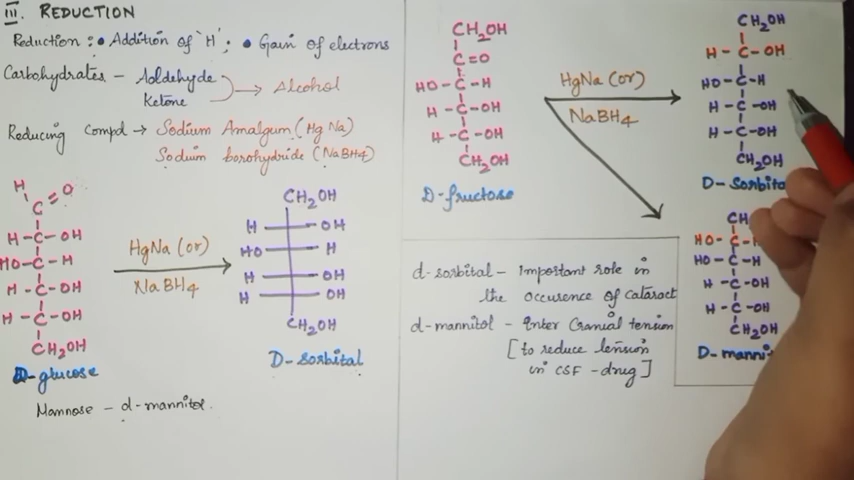 III. REDUCTION
Reduction : • Addition of 'H' ; • Gain of electrons
Carbohydrates - Aldehyde
Ketone
→ Alcohol
Reducing Compd → Sodium Amalgum (HgNa)
Sodium borohydride (NaBH4)
H
C=O
H-C-OH
HO-C-H
H-C-OH
H-C-OH
CH2OH
D-glucose
HgNa (or)
NaBH4
CH2OH
H OH
HO H
H OH
H OH
CH2OH
D-Sorbital
Mannose - d-mannitol.
CH2OH
C=O
HO-C-H
H-C-OH
H-C-OH
CH2OH
D-fructose
HgNa (or)
NaBH4
CH2OH
H-C-OH
HO-C-H
H-C-OH
H-C-OH
CH2OH
D-Sorbita
CH
HO-C-H
HO-C-H
H-C-OH
H-C-OH
CH2OH
D-manni
d-sorbital - Important role in
the occurence of Cataract
d-mannitol - Inter Cranial tension
[to reduce tension
in CSF - drug]